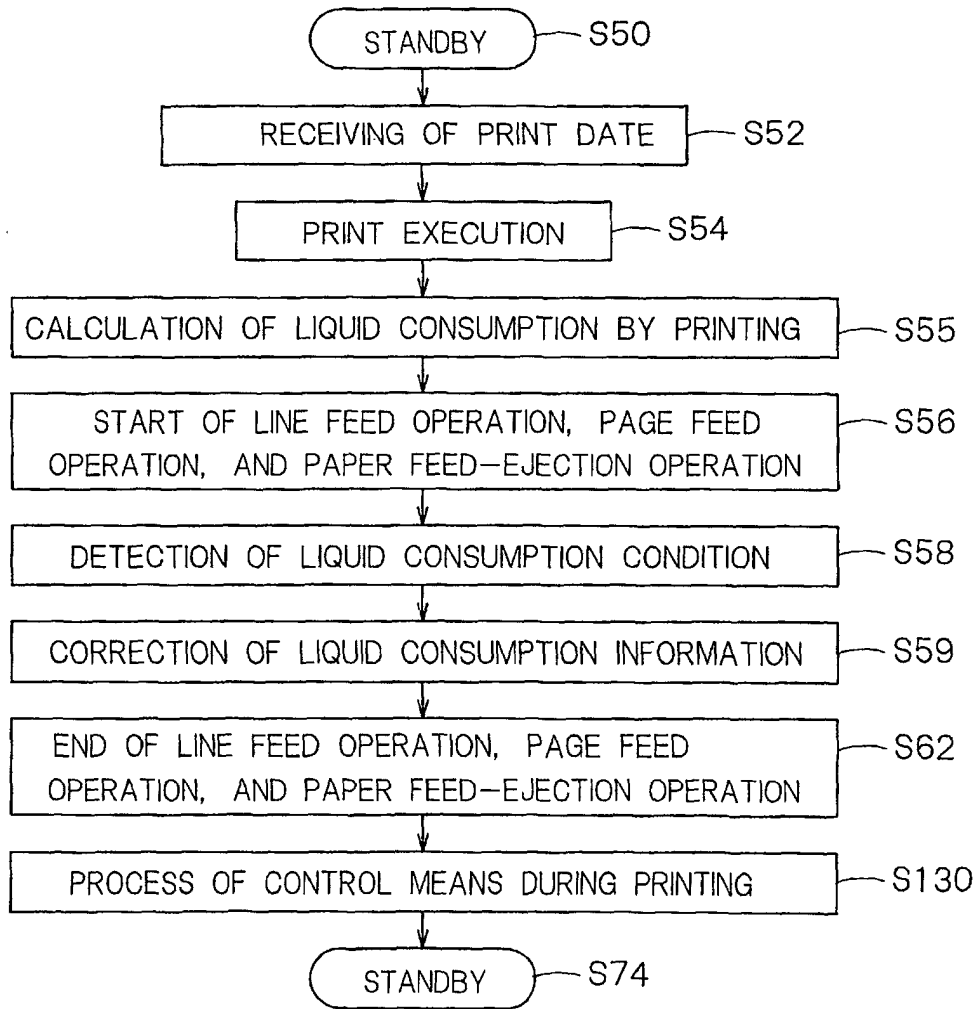 STANDBY S50
RECEIVING OF PRINT DATE S52
PRINT EXECUTION S54
CALCULATION OF LIQUID CONSUMPTION BY PRINTING S55
START OF LINE FEED OPERATION, PAGE FEED S56
OPERATION, AND PAPER FEED-EJECTION OPERATION
DETECTION OF LIQUID CONSUMPTION CONDITION S58
CORRECTION OF LIQUID CONSUMPTION INFORMATION S59
END OF LINE FEED OPERATION, PAGE FEED S62
OPERATION, AND PAPER FEED-EJECTION OPERATION
PROCESS OF CONTROL MEANS DURING PRINTING S130
STANDBY S74